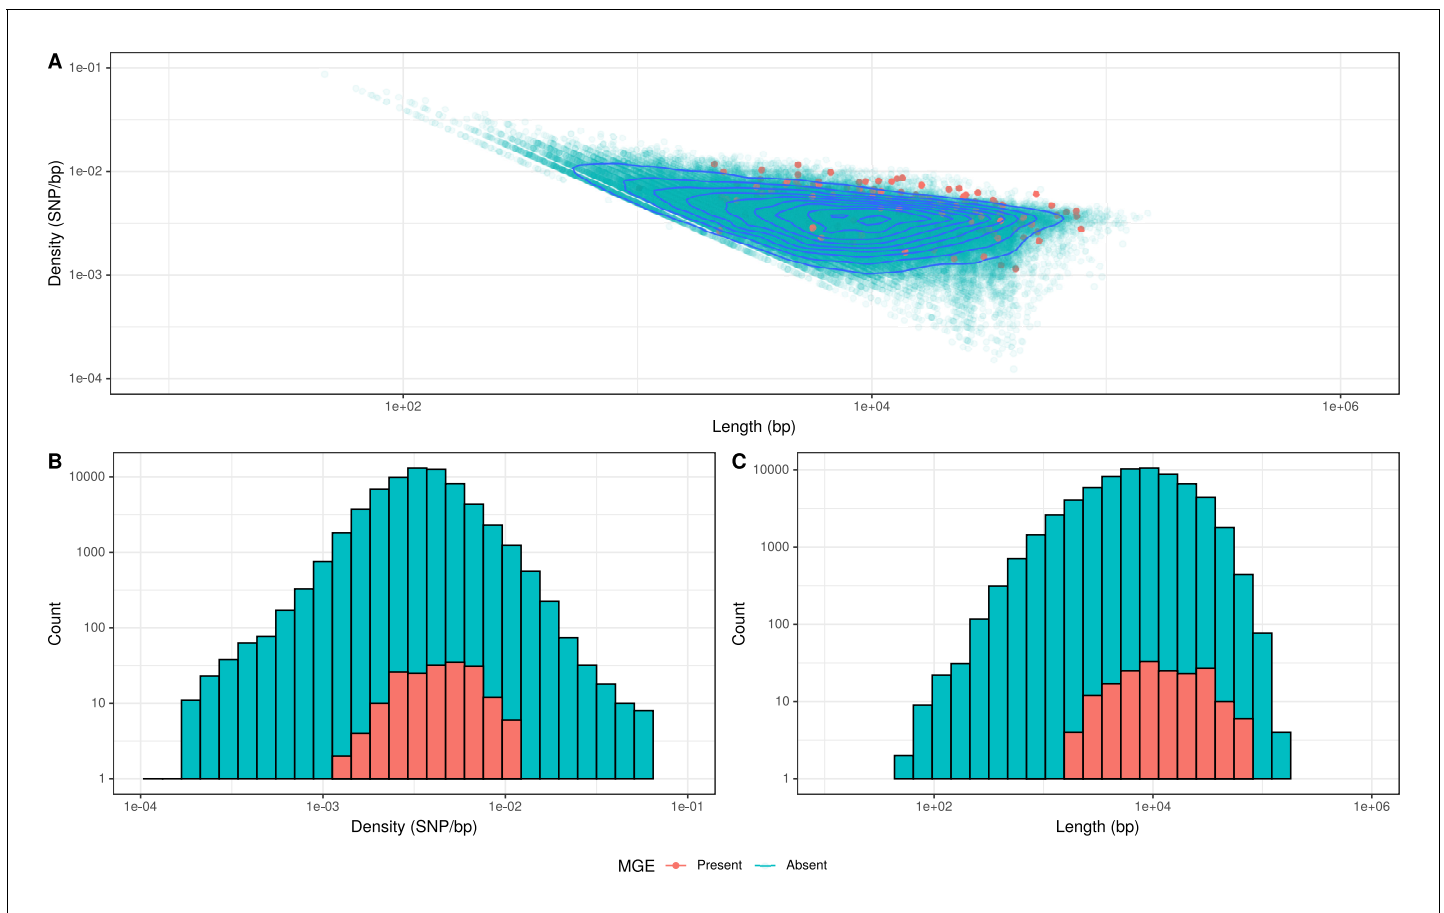 A
1e-01
1e-02
1e-03
1e-04
Density (SNP/bp)
1e+02 1e+04 1e+06
Length (bp)
B
10000
1000
100
10
1
Count
1e-04 1e-03 1e-02 1e-01
Density (SNP/bp)
C
10000
1000
100
10
1
Count
1e+02 1e+04 1e+06
Length (bp)
MGE Present Absent